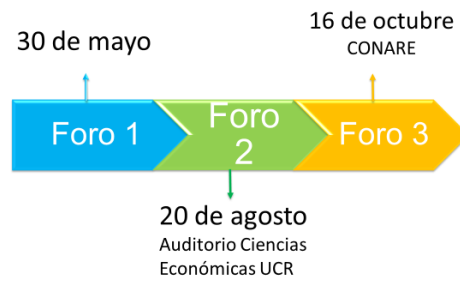 30 de mayo
16 de octubre
CONARE
Foro 1
Foro
2
Foro 3
20 de agosto
Auditorio Ciencias
Económicas UCR